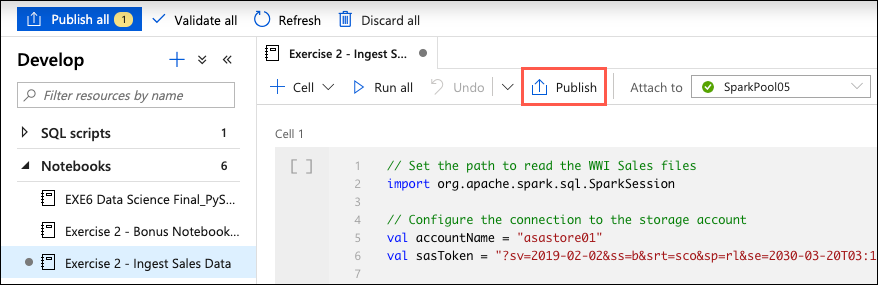 Publish all 1 Validate all Refresh Discard all
Develop
Filter resources by name
SQL scripts 1
Notebooks 6
EXE6 Data Science Final_PyS...
Exercise 2 - Bonus Notebook...
Exercise 2 - Ingest Sales Data
Exercise 2 - Ingest S...
Cell Run all Undo Publish Attach to SparkPool05
Cell 1
[ ]
1 // Set the path to read the WWI Sales files
2 import org.apache.spark.sql.SparkSession
3
4 // Configure the connection to the storage account
5 val accountName = "asastore01"
6 val sasToken = "?sv=2019-02-02&ss=b&srt=sco&sp=rl&se=2030-03-20T03:1
7